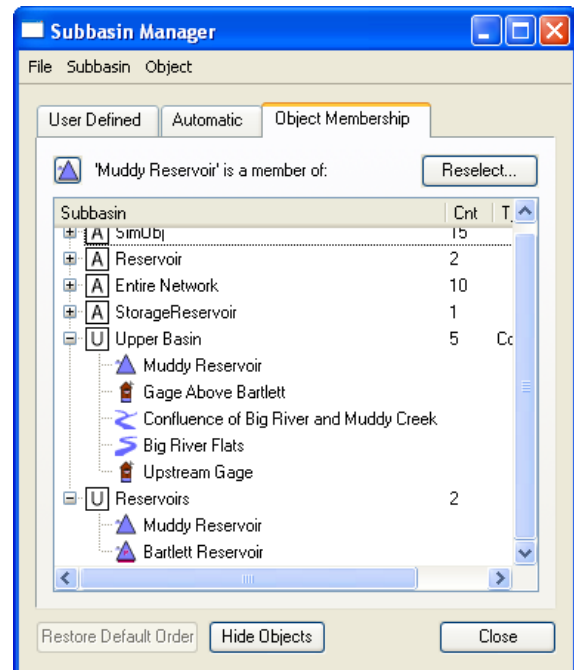 Subbasin Manager
File Subbasin Object
User Defined Automatic Object Membership
'Muddy Reservoir' is a member of: Reselect...
Subbasin Cnt T_
A SimObj 15
A Reservoir 2
A Entire Network 10
A StorageReservoir 1
U Upper Basin 5 Cc
Muddy Reservoir
Gage Above Bartlett
Confluence of Big River and Muddy Creek
Big River Flats
Upstream Gage
U Reservoirs 2
Muddy Reservoir
Bartlett Reservoir
Restore Default Order Hide Objects Close